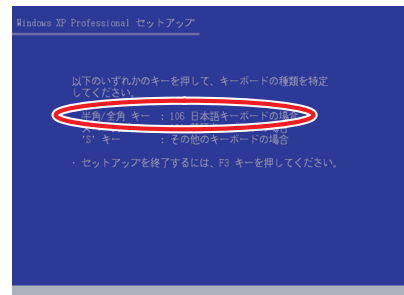 Windows XP Professional セットアップ
以下のいずれかのキーを押して、キーボードの種類を特定
してください。
半角/全角 キー : 106 日本語キーボードの場合
'S' キー : その他のキーボードの場合
・ セットアップを終了するには、F3 キーを押してください。